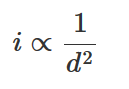 i ∝ 1/d²